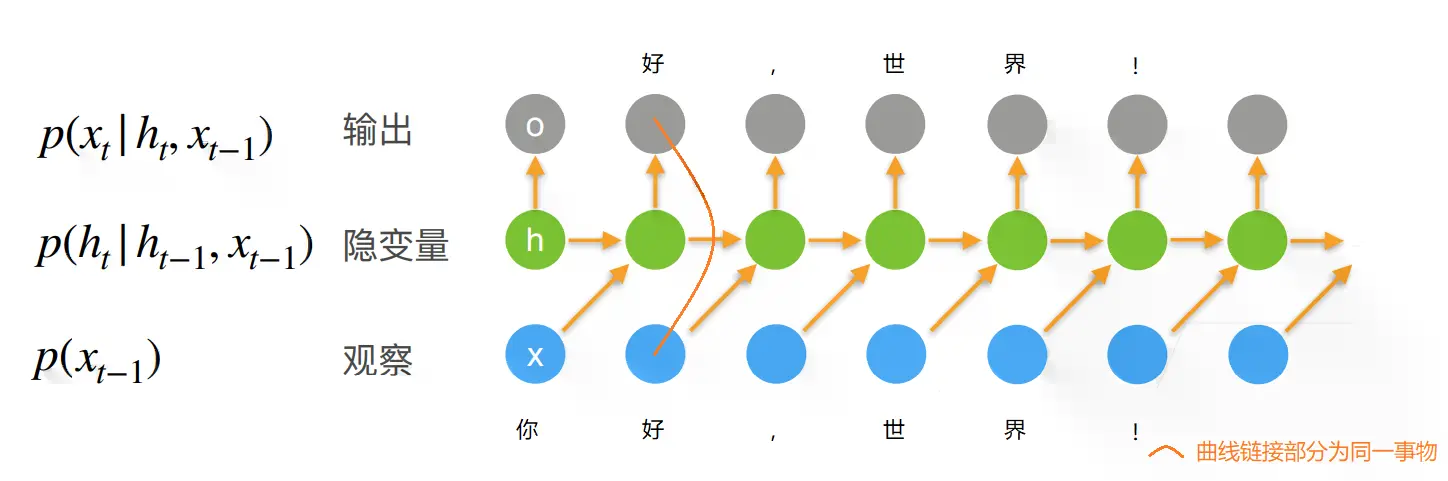 好 , 世 界 !
p(x_t | h_t, x_{t-1}) 输出 o
p(h_t | h_{t-1}, x_{t-1}) 隐变量 h
p(x_{t-1}) 观察 x
你 好 , 世 界 !
曲线链接部分为同一事物